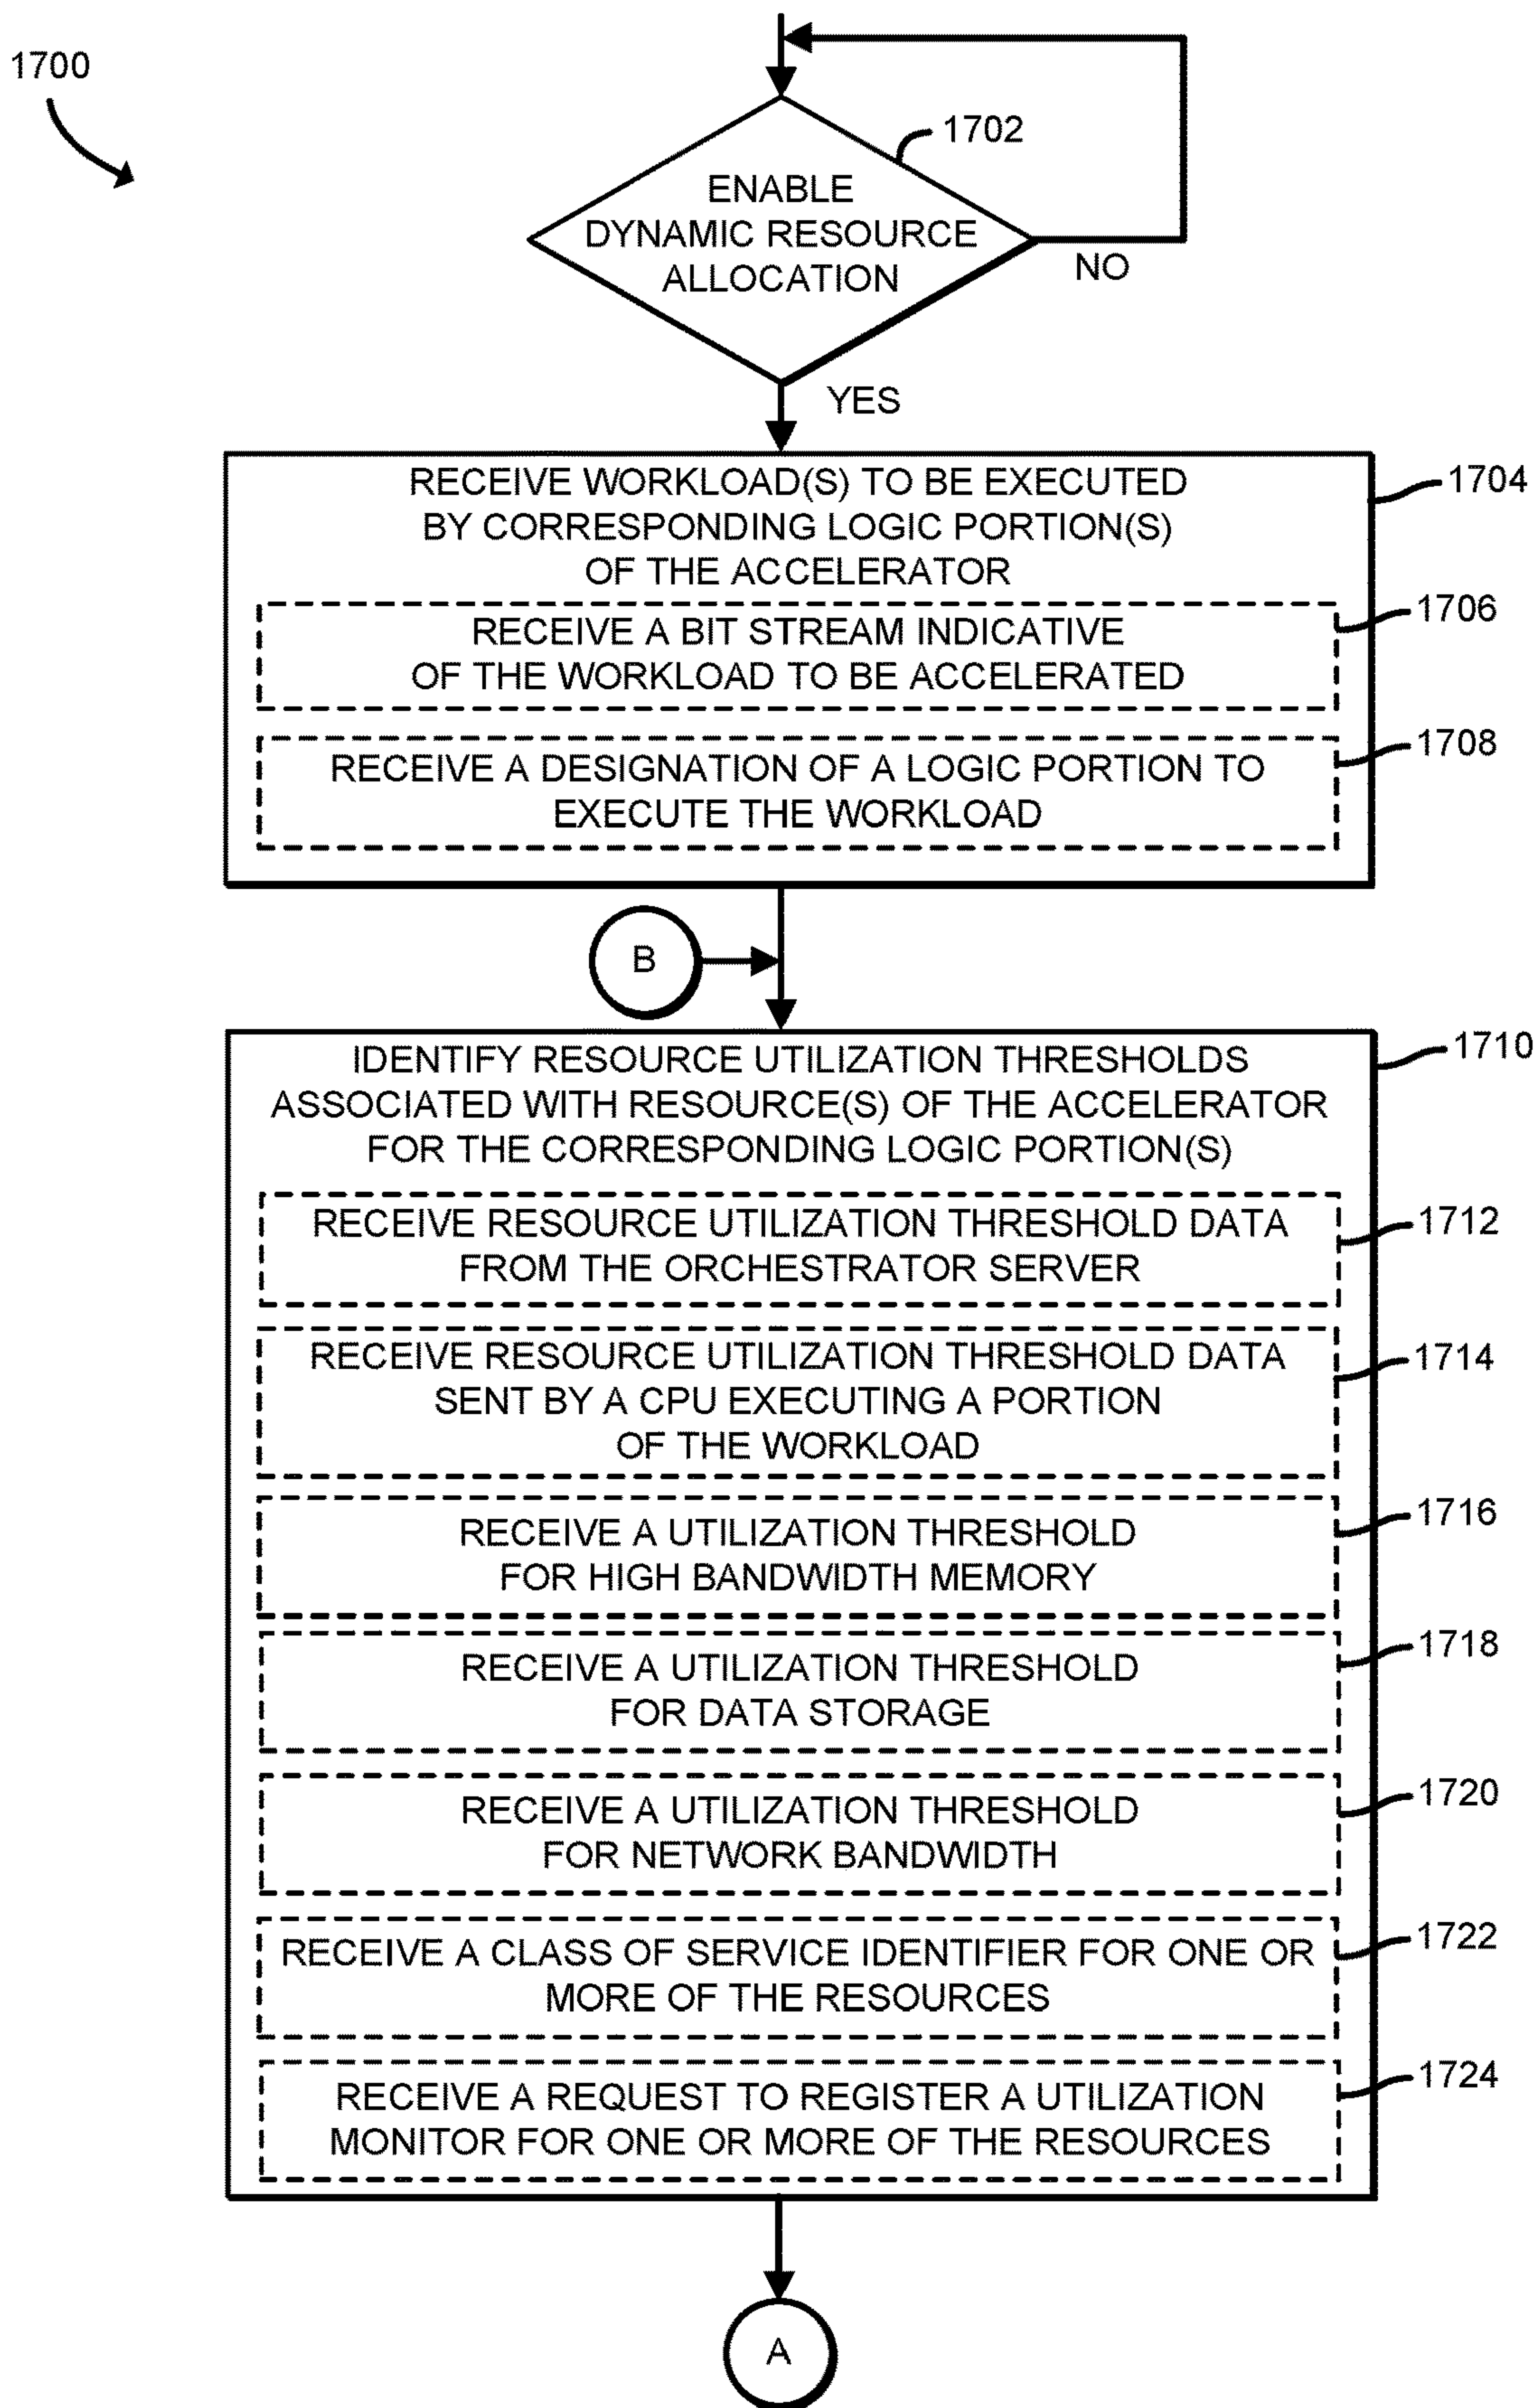 1700
1702
ENABLE
DYNAMIC RESOURCE
ALLOCATION
NO
YES
RECEIVE WORKLOAD(S) TO BE EXECUTED
BY CORRESPONDING LOGIC PORTION(S)
OF THE ACCELERATOR
1704
RECEIVE A BIT STREAM INDICATIVE
OF THE WORKLOAD TO BE ACCELERATED
1706
RECEIVE A DESIGNATION OF A LOGIC PORTION TO
EXECUTE THE WORKLOAD
1708
B
IDENTIFY RESOURCE UTILIZATION THRESHOLDS
ASSOCIATED WITH RESOURCE(S) OF THE ACCELERATOR
FOR THE CORRESPONDING LOGIC PORTION(S)
1710
RECEIVE RESOURCE UTILIZATION THRESHOLD DATA
FROM THE ORCHESTRATOR SERVER
1712
RECEIVE RESOURCE UTILIZATION THRESHOLD DATA
SENT BY A CPU EXECUTING A PORTION
OF THE WORKLOAD
1714
RECEIVE A UTILIZATION THRESHOLD
FOR HIGH BANDWIDTH MEMORY
1716
RECEIVE A UTILIZATION THRESHOLD
FOR DATA STORAGE
1718
RECEIVE A UTILIZATION THRESHOLD
FOR NETWORK BANDWIDTH
1720
RECEIVE A CLASS OF SERVICE IDENTIFIER FOR ONE OR
MORE OF THE RESOURCES
1722
RECEIVE A REQUEST TO REGISTER A UTILIZATION
MONITOR FOR ONE OR MORE OF THE RESOURCES
1724
A